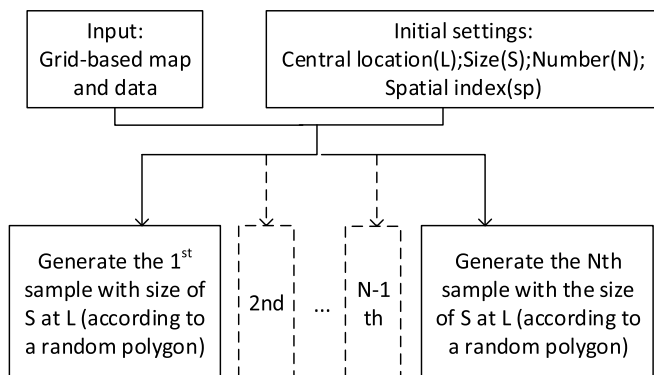 Input:
Grid-based map
and data
Initial settings:
Central location(L);Size(S);Number(N);
Spatial index(sp)
Generate the 1st
sample with size of
S at L (according to
a random polygon)
2nd
...
N-1
th
Generate the Nth
sample with the size
of S at L (according to
a random polygon)